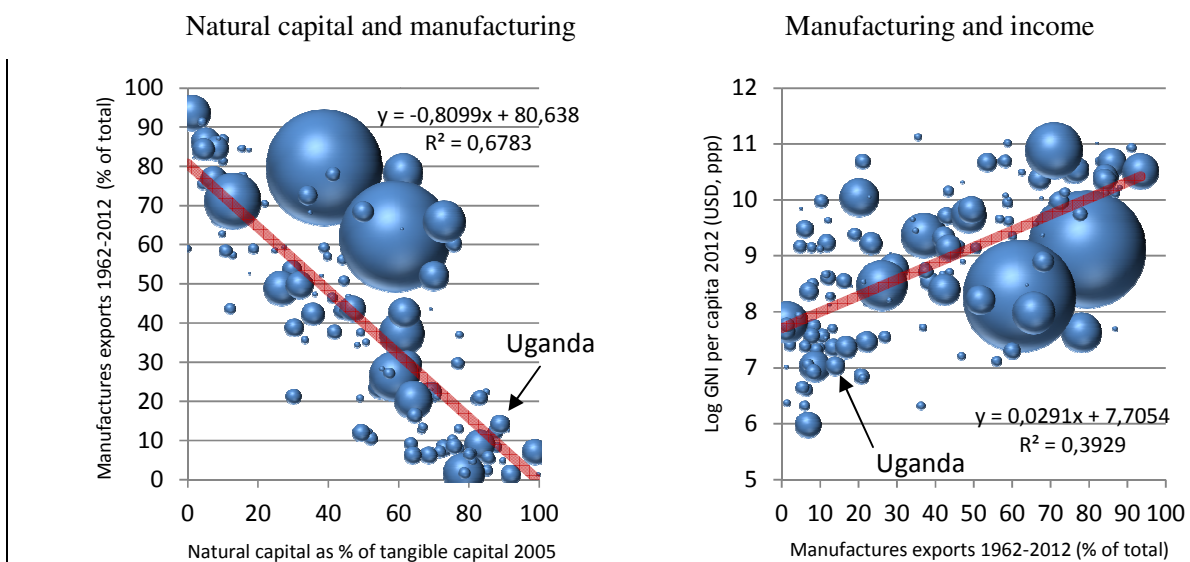 Natural capital and manufacturing
Manufactures exports 1962-2012 (% of total)
100
90
80
70
60
50
40
30
20
10
0
y = -0,8099x + 80,638
R² = 0,6783
Uganda
0 20 40 60 80 100
Natural capital as % of tangible capital 2005
Manufacturing and income
Log GNI per capita 2012 (USD, ppp)
12
11
10
9
8
7
6
5
y = 0,0291x + 7,7054
R² = 0,3929
Uganda
0 10 20 30 40 50 60 70 80 90 100
Manufactures exports 1962-2012 (% of total)